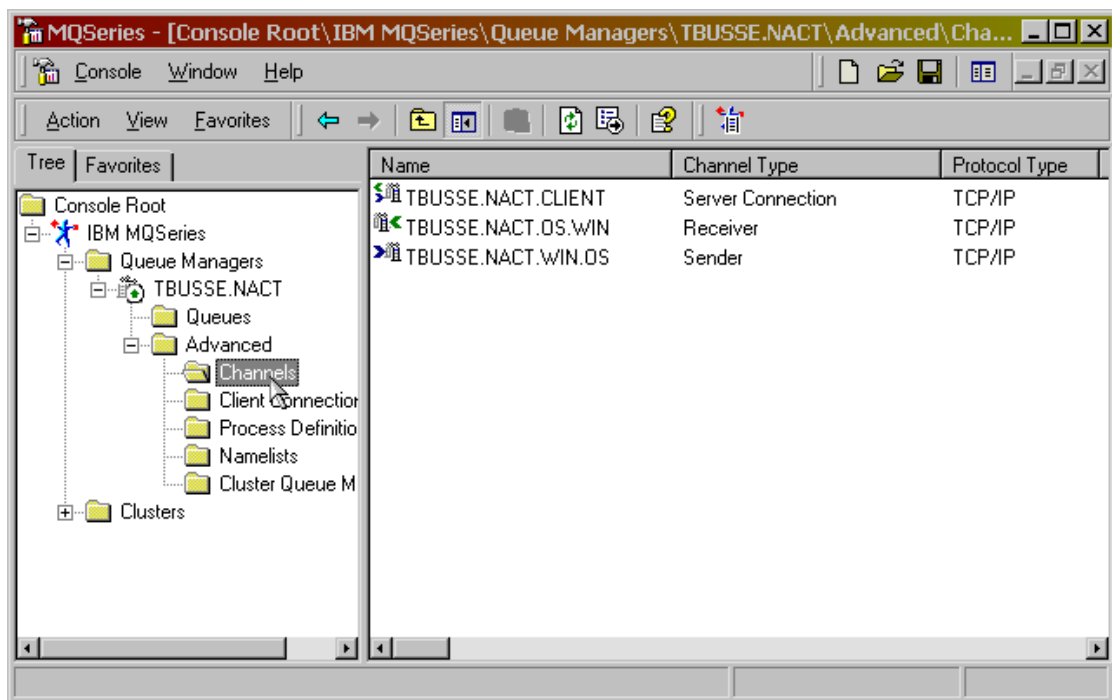 MQSeries - [Console Root\IBM MQSeries\Queue Managers\TBUSSE.NACT\Advanced\Cha...
Console Window Help
Action View Favorites
Tree Favorites
Console Root
IBM MQSeries
Queue Managers
TBUSSE.NACT
Queues
Advanced
Channels
Client Connection
Process Definitio
Namelists
Cluster Queue M
Clusters
Name Channel Type Protocol Type
TBUSSE.NACT.CLIENT Server Connection TCP/IP
TBUSSE.NACT.OS.WIN Receiver TCP/IP
TBUSSE.NACT.WIN.OS Sender TCP/IP